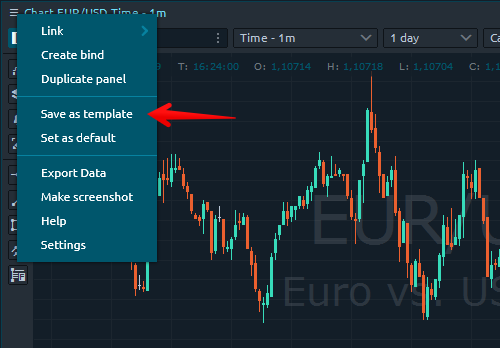 Chart EUR/USD Time - 1m
Link
Time - 1m
1 day
Create bind
T: 16:24:00 O: 1,10714 H: 1,10718 L: 1,10704 C:
Duplicate panel
Save as template
Set as default
Export Data
Make screenshot
Help
Settings
EUR/U
Euro vs. US